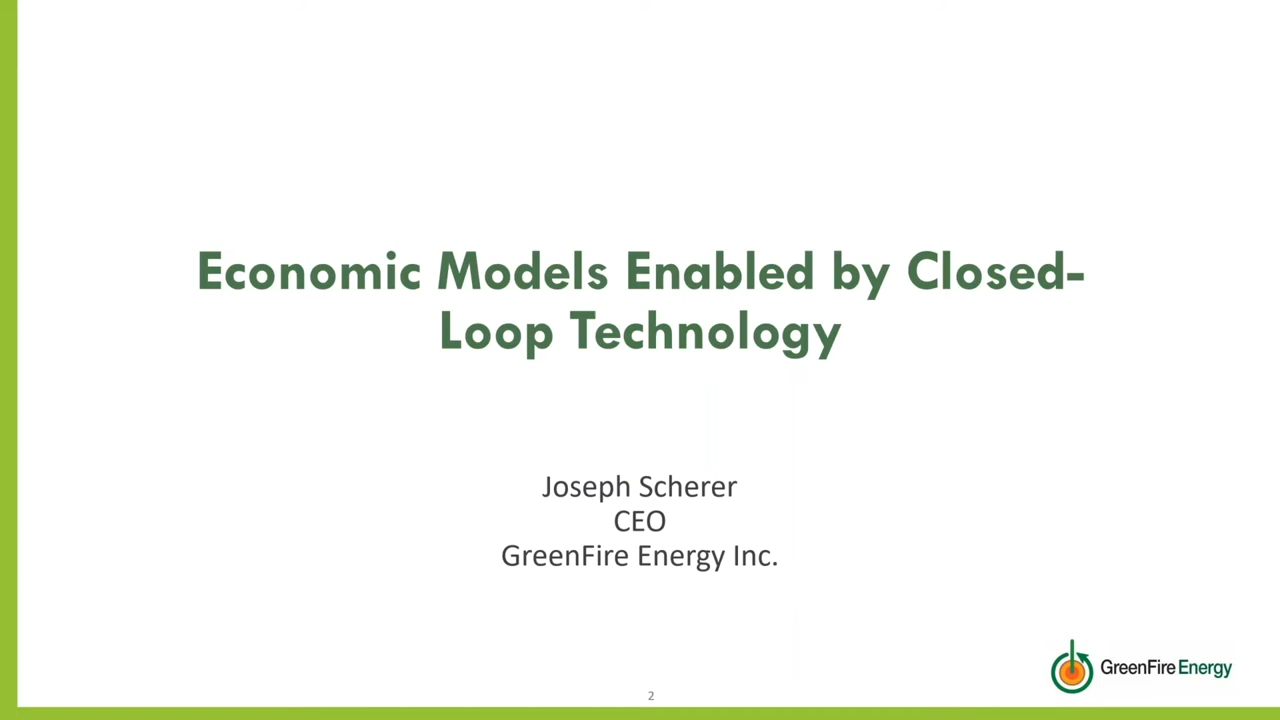 Economic Models Enabled by Closed-
Loop Technology
Joseph Scherer
CEO
GreenFire Energy Inc.
GreenFire Energy
2